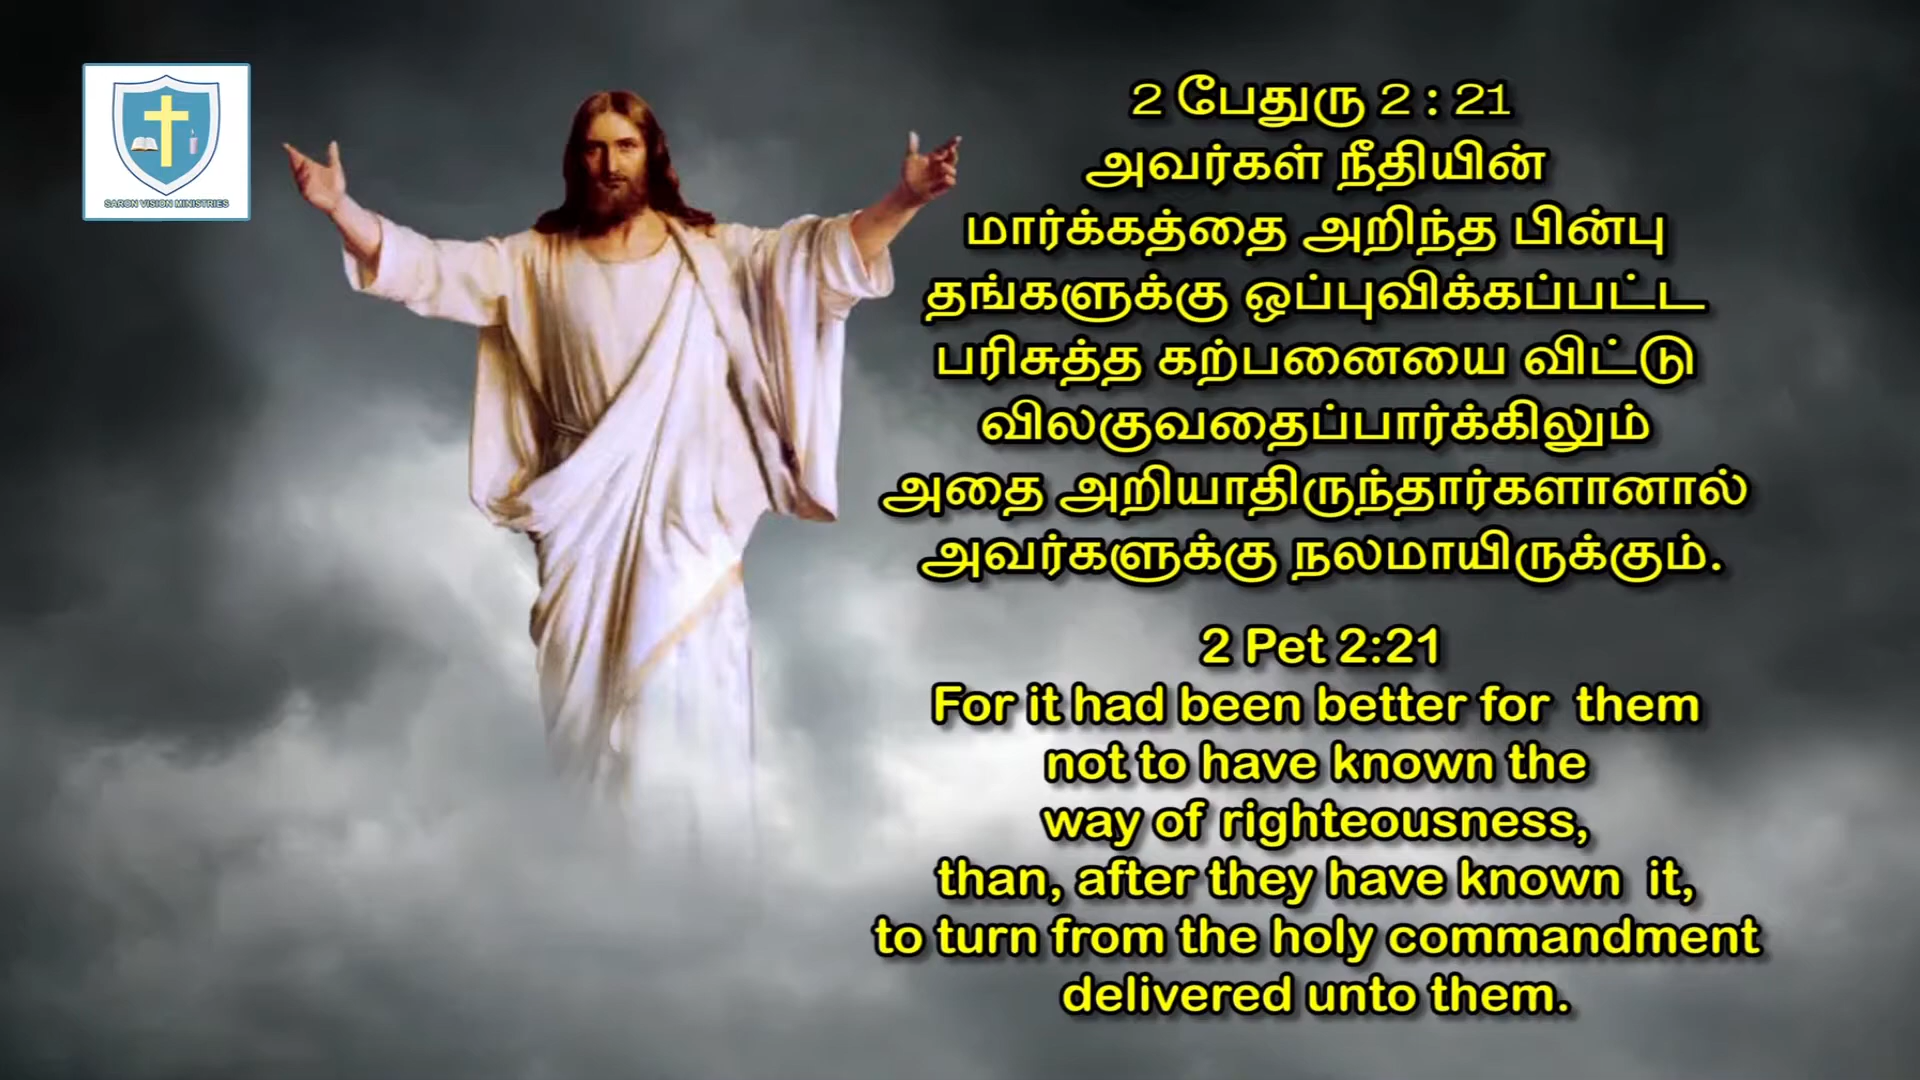 SARON VISION MINISTRIES
2 பேதுரு 2 : 21
அவர்கள் நீதியின்
மார்க்கத்தை அறிந்த பின்பு
தங்களுக்கு ஒப்புவிக்கப்பட்ட
பரிசுத்த கற்பனையை விட்டு
விலகுவதைப்பார்க்கிலும்
அதை அறியாதிருந்தார்களானால்
அவர்களுக்கு நலமாயிருக்கும்.
2 Pet 2:21
For it had been better for them
not to have known the
way of righteousness,
than, after they have known it,
to turn from the holy commandment
delivered unto them.